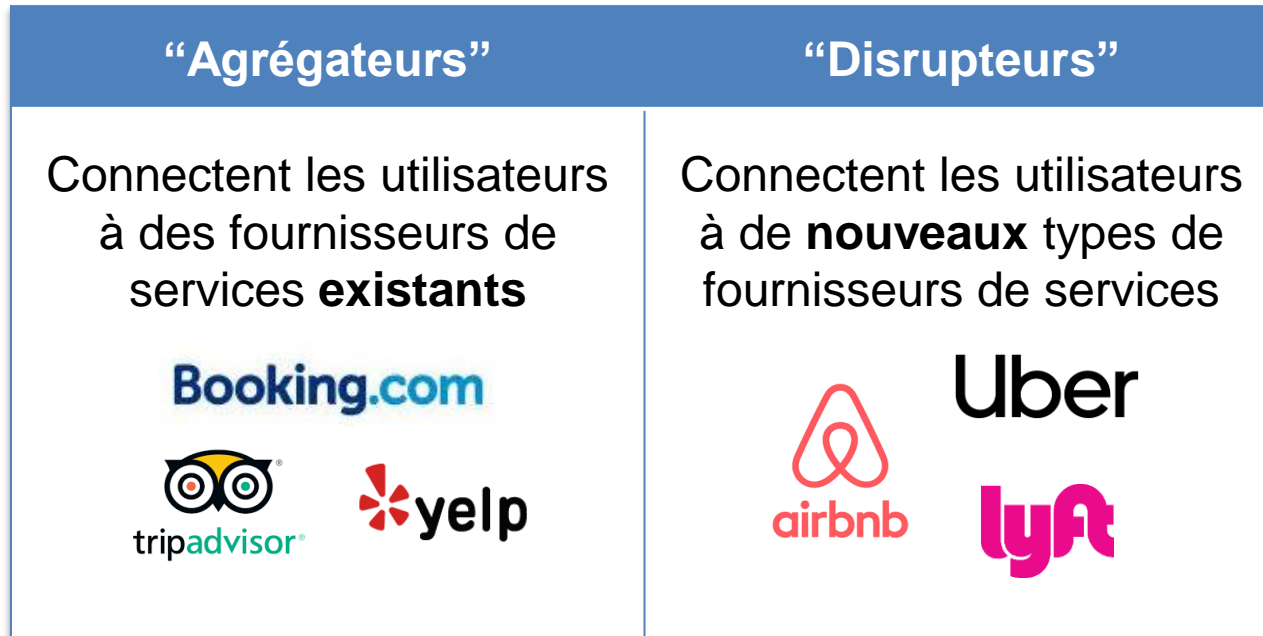 “Agrégateurs”
“Disrupteurs”
Connectent les utilisateurs
à des fournisseurs de
services existants
Booking.com
tripadvisor®
yelp
Connectent les utilisateurs
à de nouveaux types de
fournisseurs de services
Uber
airbnb
lyft